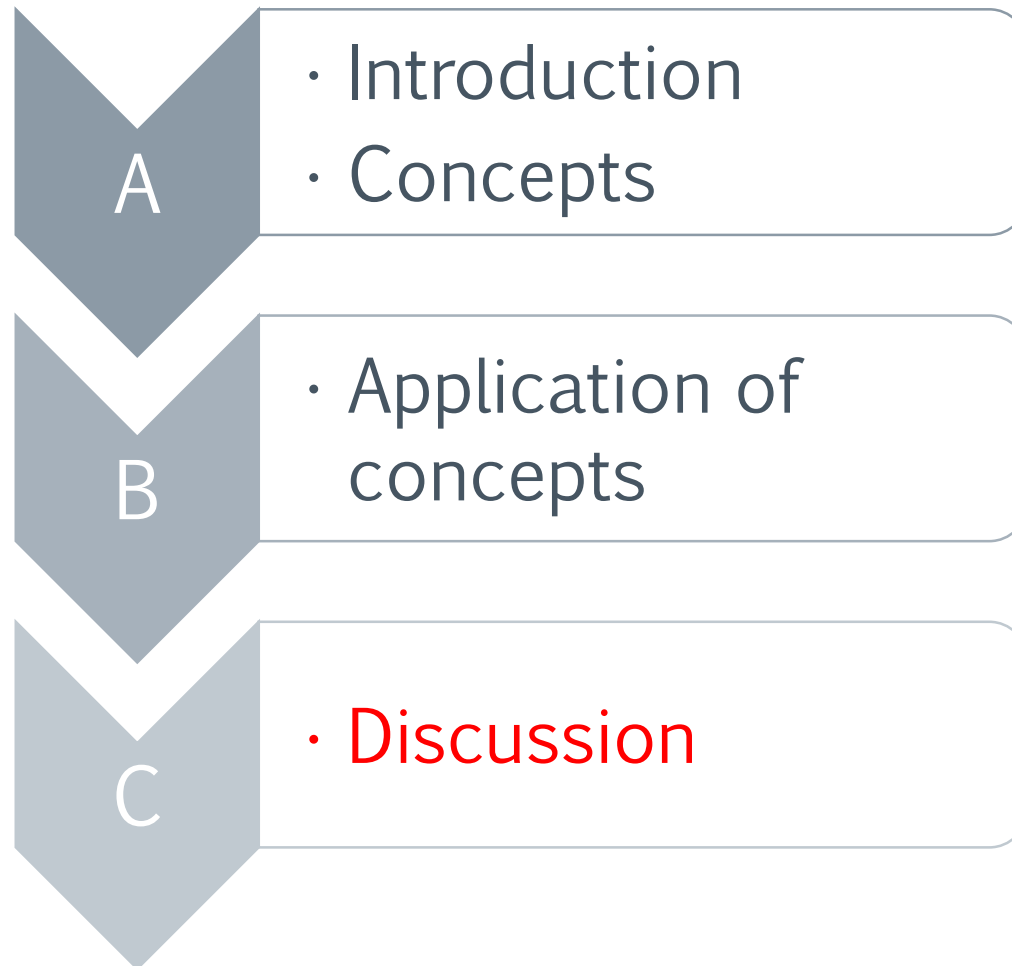 A
· Introduction
· Concepts
B
· Application of
concepts
C
· Discussion